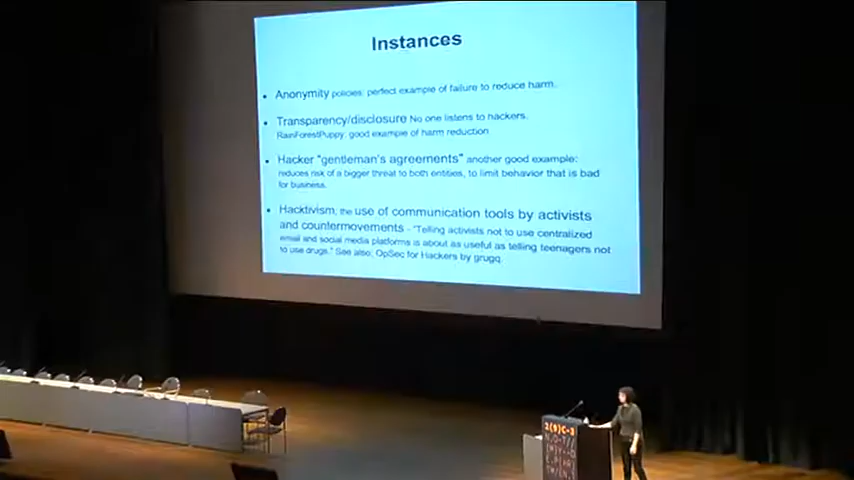 Instances
• Anonymity policies: perfect example of failure to reduce harm.
• Transparency/disclosure No one listens to hackers.
RainForestPuppy: good example of harm reduction
• Hacker "gentleman's agreements" another good example:
reduces risk of a bigger threat to both entities, to limit behavior that is bad
for business.
• Hacktivism, the use of communication tools by activists
and countermovements - "Telling activists not to use centralized
email and social media platforms is about as useful as telling teenagers not
to use drugs." See also: OpSec for Hackers by grugq.
2(9)C-3
N.O-T/